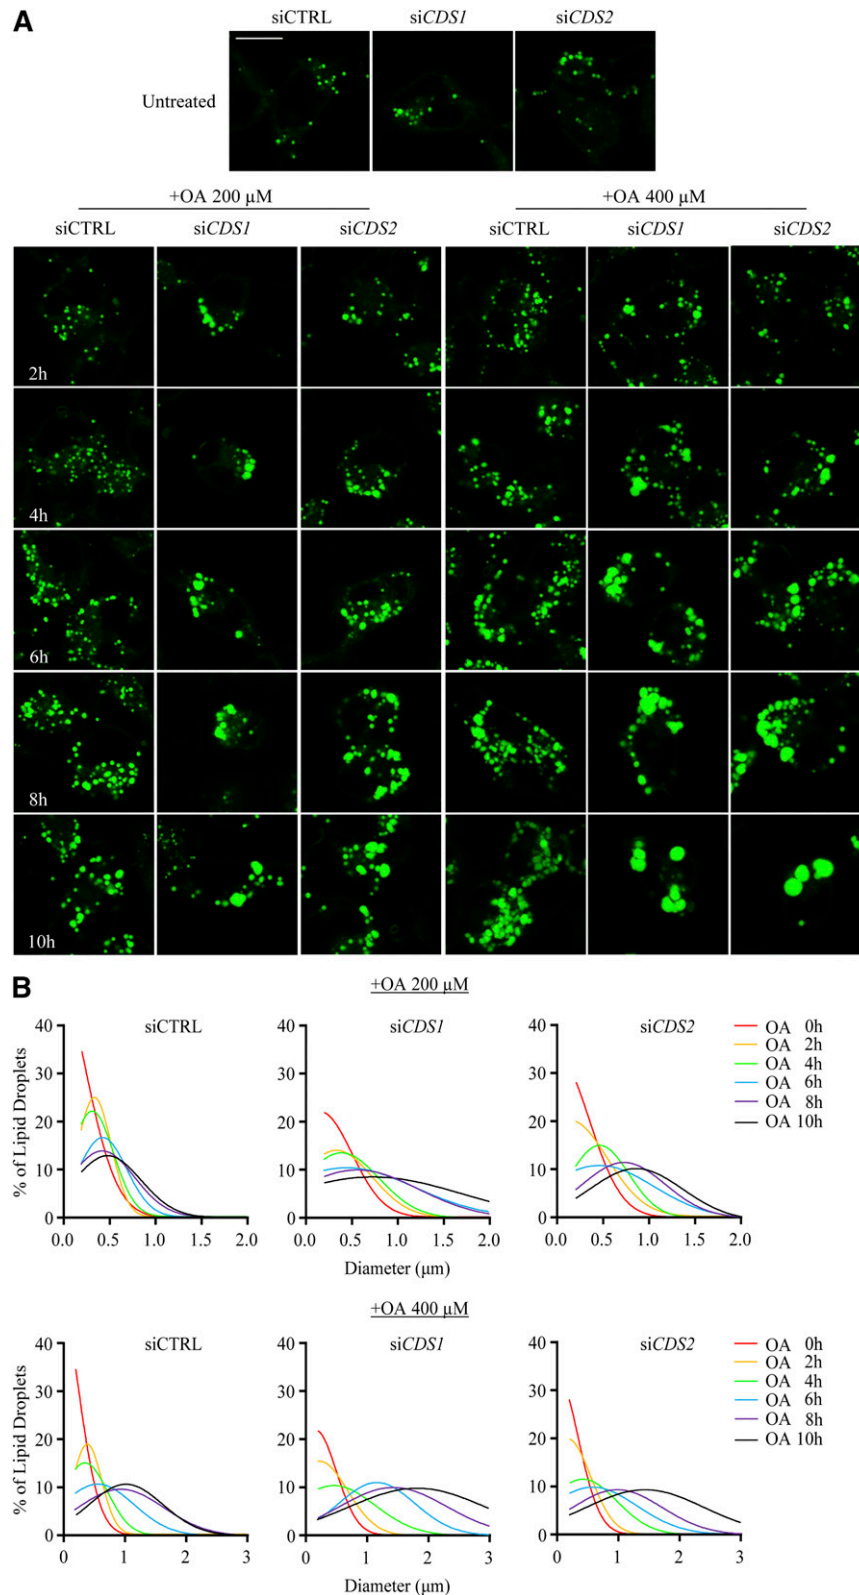 A
siCTRL siCDS1 siCDS2
Untreated
+OA 200 µM +OA 400 µM
siCTRL siCDS1 siCDS2 siCTRL siCDS1 siCDS2
2h
4h
6h
8h
10h
B
+OA 200 µM
siCTRL siCDS1 siCDS2
% of Lipid Droplets
40 40 40
30 30 30
20 20 20
10 10 10
0 0 0
0.0 0.5 1.0 1.5 2.0 0.0 0.5 1.0 1.5 2.0 0.0 0.5 1.0 1.5 2.0
Diameter (µm)
OA 0h
OA 2h
OA 4h
OA 6h
OA 8h
OA 10h
+OA 400 µM
siCTRL siCDS1 siCDS2
% of Lipid Droplets
40 40 40
30 30 30
20 20 20
10 10 10
0 0 0
0 1 2 3 0 1 2 3 0 1 2 3
Diameter (µm)
OA 0h
OA 2h
OA 4h
OA 6h
OA 8h
OA 10h